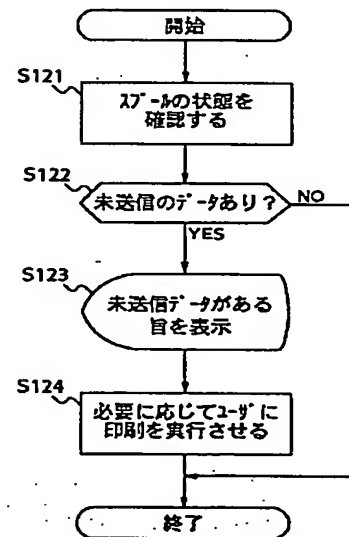 開始
S121
ｽﾌﾟｰﾙの状態を
確認する
S122
未送信のﾃﾞｰﾀあり？
NO
YES
S123
未送信ﾃﾞｰﾀがある
旨を表示
S124
必要に応じてﾕｰｻﾞに
印刷を実行させる
終了